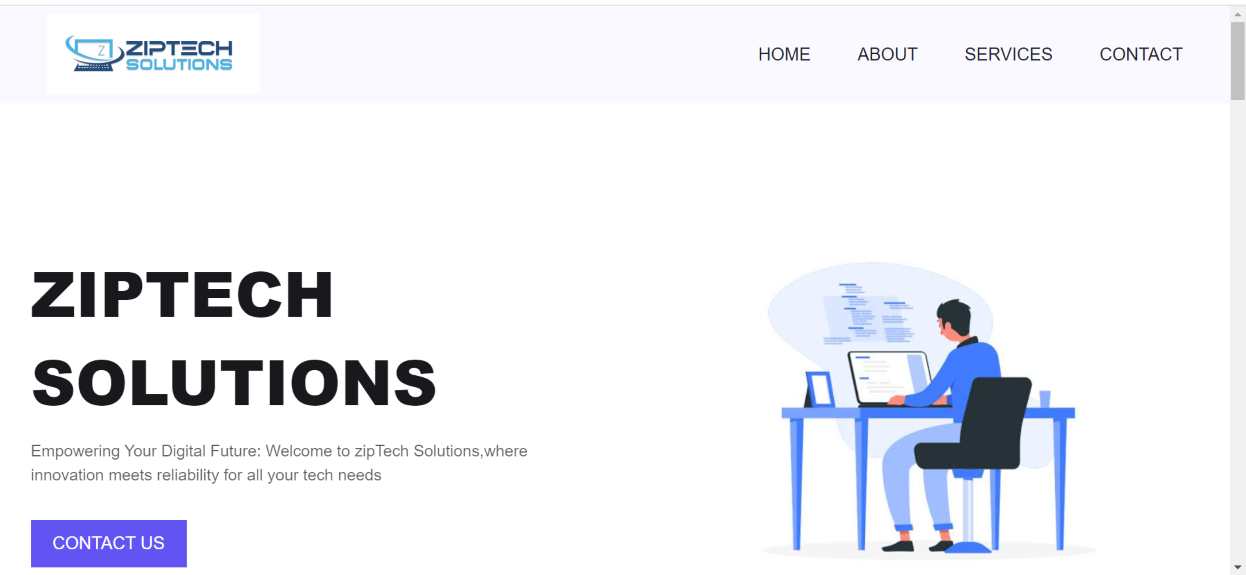 Z
ZIPTECH
SOLUTIONS
HOME ABOUT SERVICES CONTACT
ZIPTECH
SOLUTIONS
Empowering Your Digital Future: Welcome to zipTech Solutions,where
innovation meets reliability for all your tech needs
CONTACT US